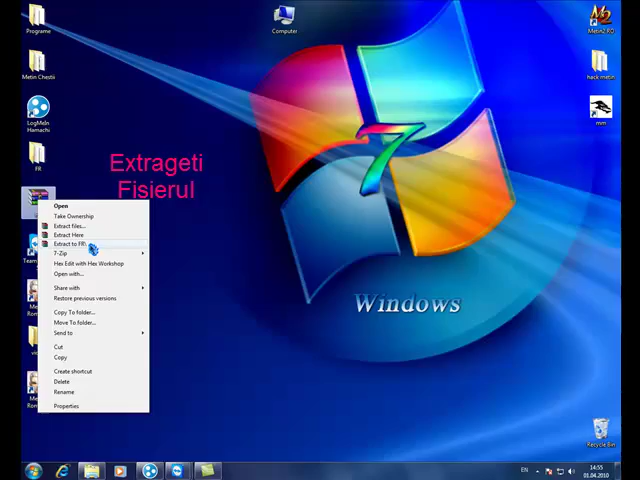 Programe
Computer
Metin2 RO
Metin Chestii
hack metin
LogMeIn
Hamachi
mm
FR
Extrageti
Fisierul
7
Windows
Open
Take Ownership
Extract files...
Extract Here
Extract to FR\
7-Zip
Hex Edit with Hex Workshop
Open with...
Share with
Restore previous versions
Copy To folder...
Move To folder...
Send to
Cut
Copy
Create shortcut
Delete
Rename
Properties
Recycle Bin
EN
14:55
01.04.2010